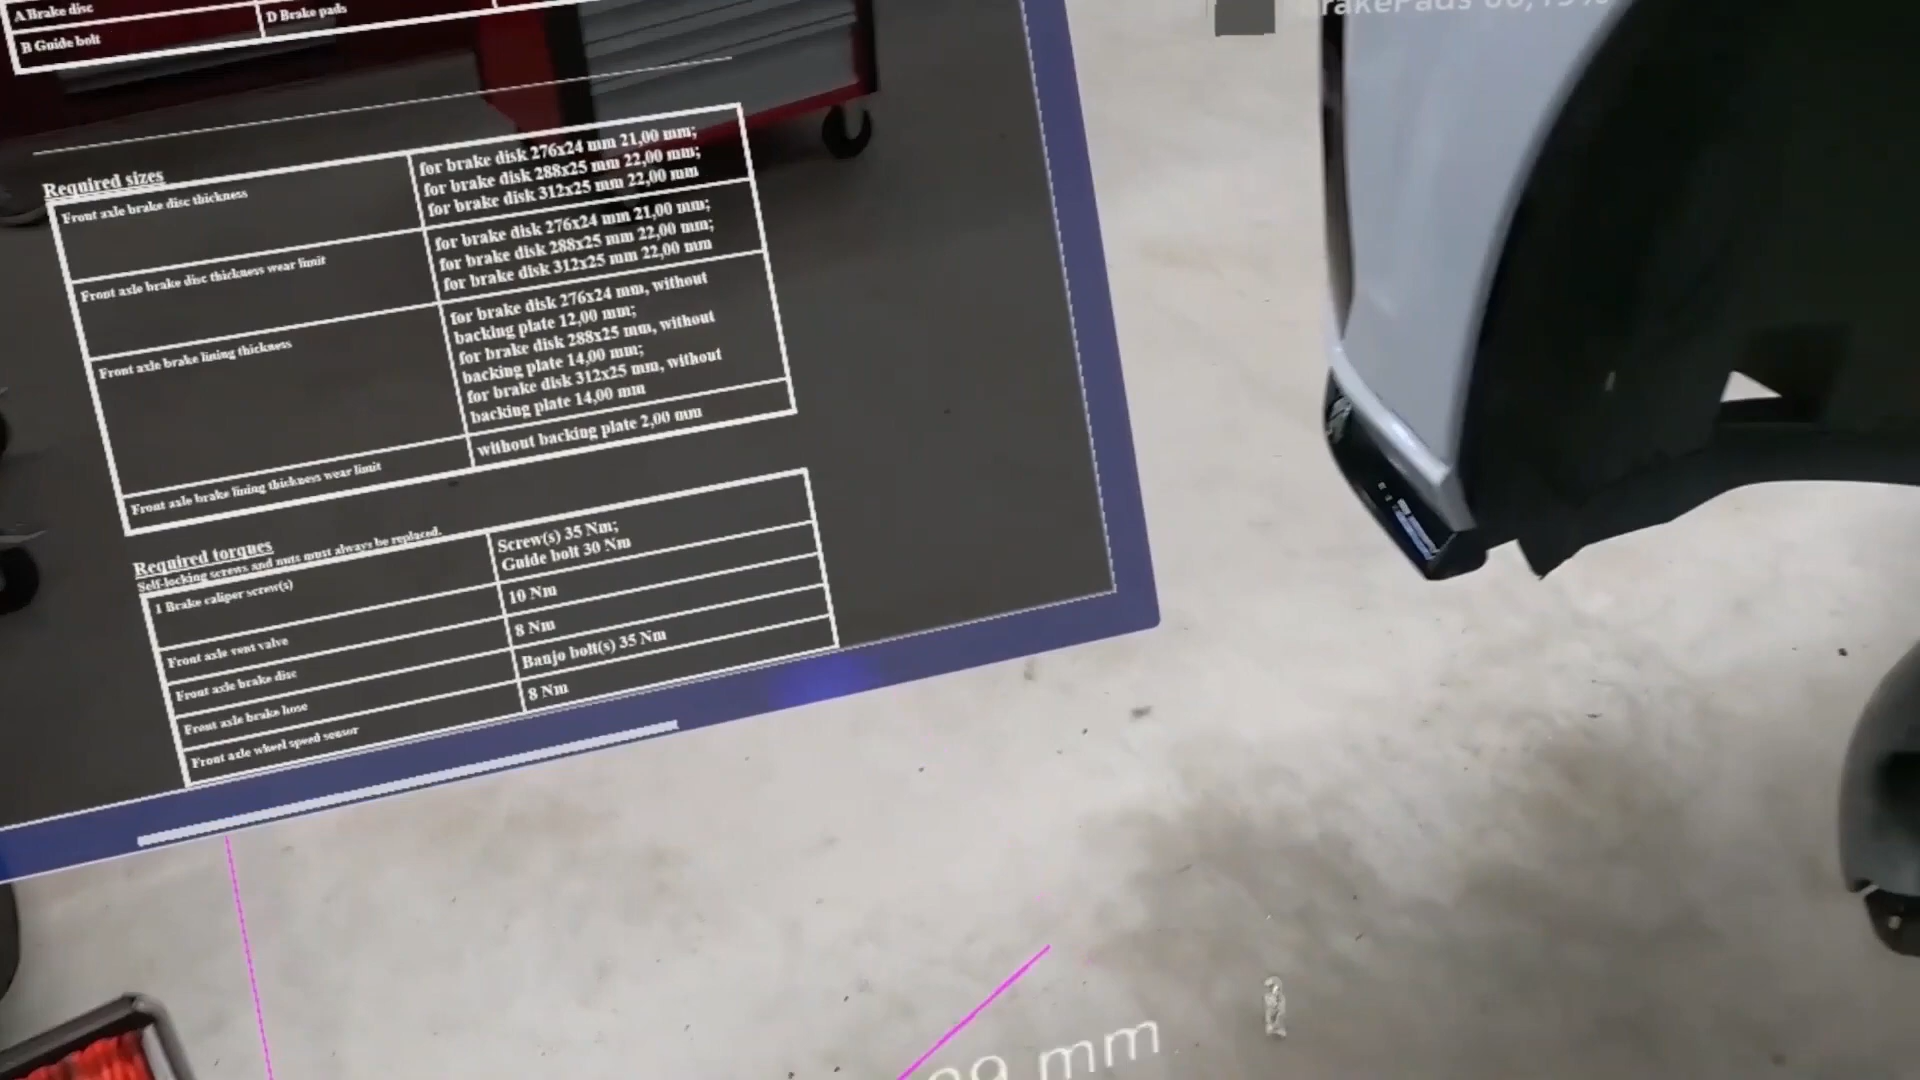 A Brake disc
D Brake pads
B Guide bolt
Required sizes
Front axle brake disc thickness
for brake disk 276x24 mm 21,00 mm;
for brake disk 288x25 mm 22,00 mm;
for brake disk 312x25 mm 22,00 mm
Front axle brake disc thickness wear limit
for brake disk 276x24 mm 21,00 mm;
for brake disk 288x25 mm 22,00 mm;
for brake disk 312x25 mm 22,00 mm
Front axle brake lining thickness
for brake disk 276x24 mm, without
backing plate 12,00 mm;
for brake disk 288x25 mm, without
backing plate 14,00 mm;
for brake disk 312x25 mm, without
backing plate 14,00 mm
Front axle brake lining thickness wear limit
without backing plate 2,00 mm
Required torques
Self-locking screws and nuts must always be replaced.
1 Brake caliper screw(s)
Screw(s) 35 Nm;
Guide bolt 30 Nm
Front axle vent valve
10 Nm
Front axle brake disc
8 Nm
Front axle brake hose
Banjo bolt(s) 35 Nm
Front axle wheel speed sensor
8 Nm
mm